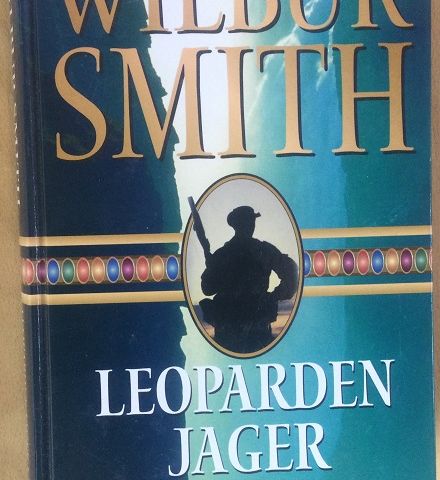 WILBUR
SMITH
LEOPARDEN
JAGER